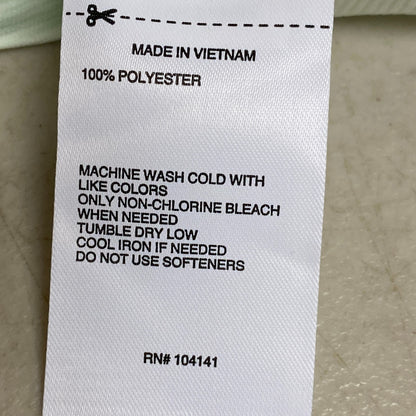 MADE IN VIETNAM
100% POLYESTER
MACHINE WASH COLD WITH
LIKE COLORS
ONLY NON-CHLORINE BLEACH
WHEN NEEDED
TUMBLE DRY LOW
COOL IRON IF NEEDED
DO NOT USE SOFTENERS
RN# 104141